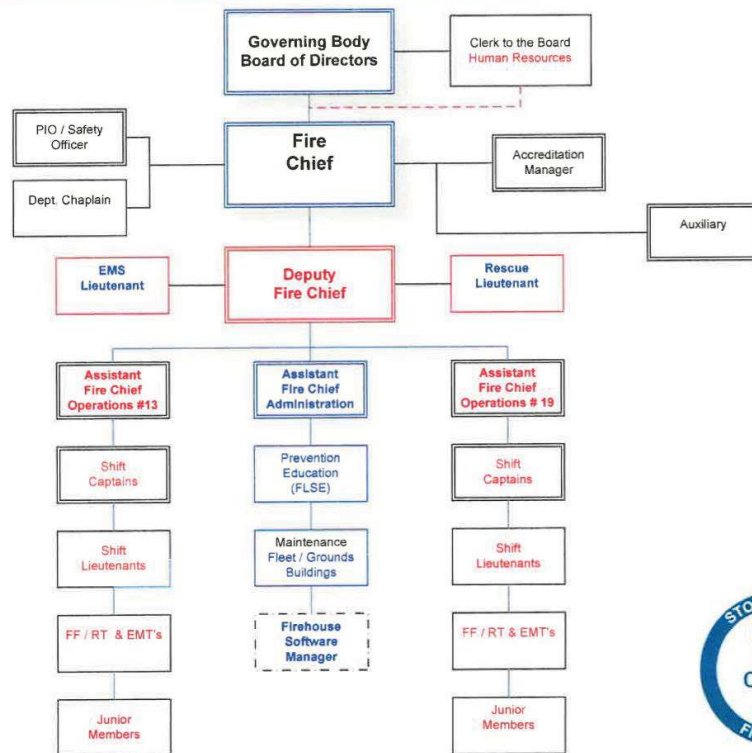 Governing Body
Board of Directors
Clerk to the Board
Human Resources
PIO / Safety
Officer
Fire
Chief
Accreditation
Manager
Dept. Chaplain
Auxiliary
EMS
Lieutenant
Deputy
Fire Chief
Rescue
Lieutenant
Assistant
Fire Chief
Operations #13
Assistant
Fire Chief
Administration
Assistant
Fire Chief
Operations # 19
Shift
Captains
Prevention
Education
(FLSE)
Shift
Captains
Shift
Lieutenants
Maintenance
Fleet / Grounds
Buildings
Shift
Lieutenants
FF / RT & EMT's
Firehouse
Software
Manager
FF / RT & EMT's
Junior
Members
Junior
Members